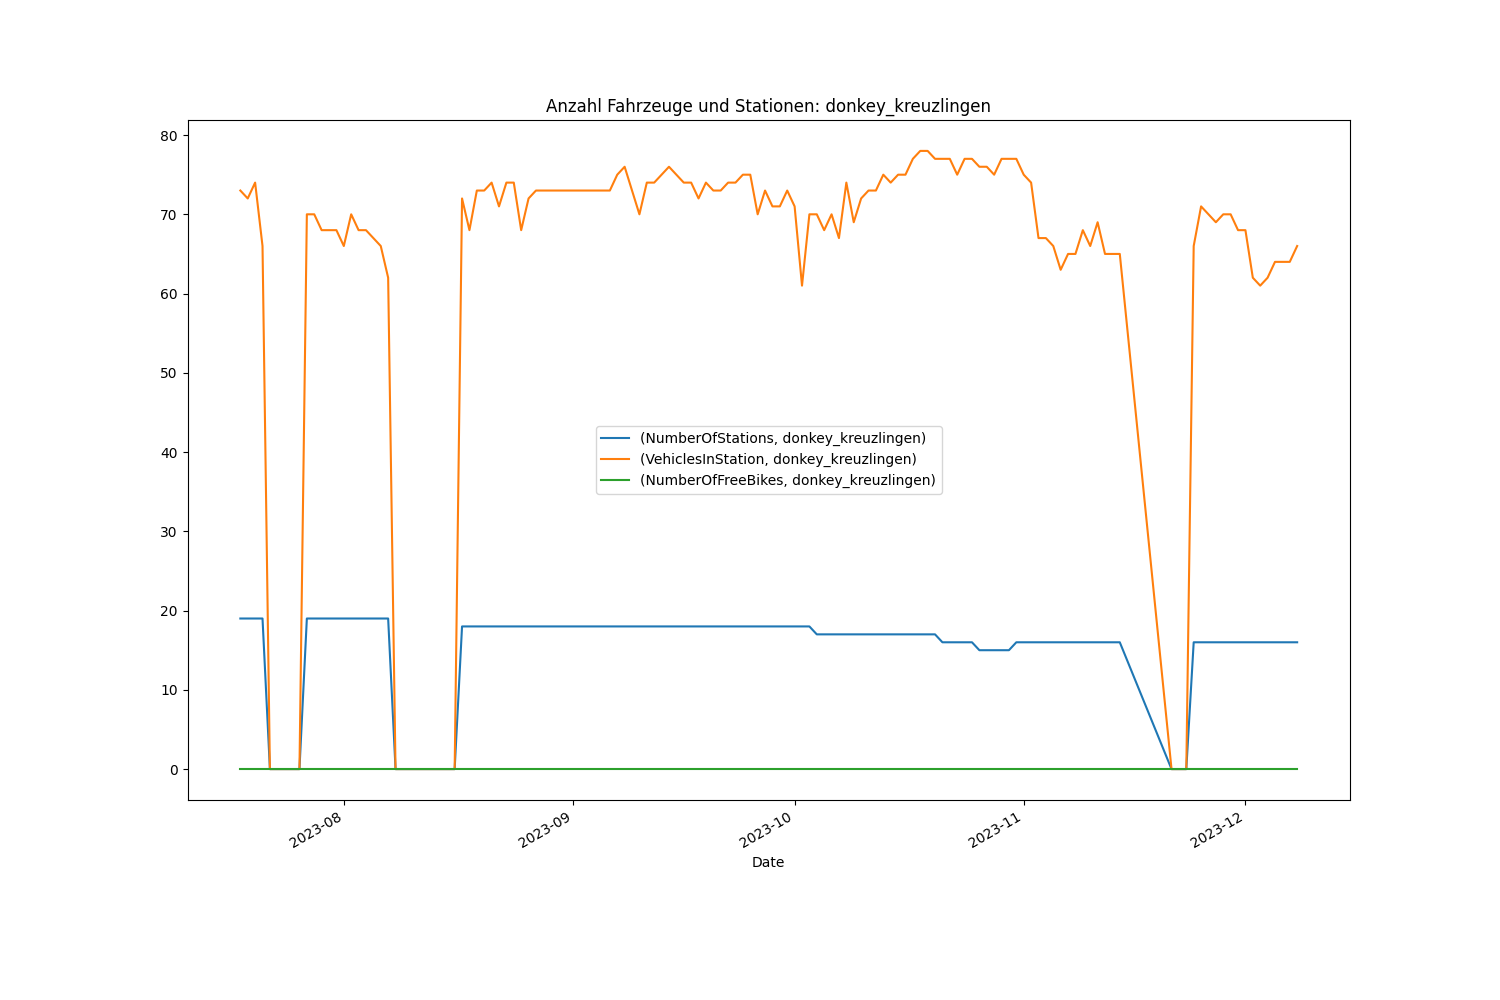 Anzahl Fahrzeuge und Stationen: donkey_kreuzlingen
80
70
60
50
40
30
20
10
0
(NumberOfStations, donkey_kreuzlingen)
(VehiclesInStation, donkey_kreuzlingen)
(NumberOfFreeBikes, donkey_kreuzlingen)
2023-08
2023-09
2023-10
2023-11
2023-12
Date